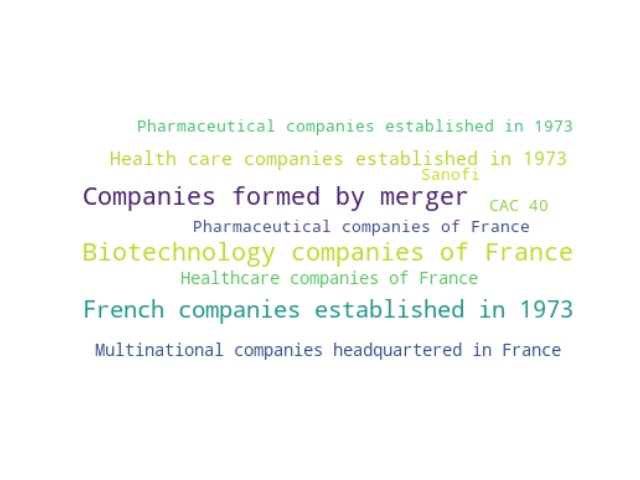 Pharmaceutical companies established in 1973
Health care companies established in 1973
Sanofi
Companies formed by merger
CAC 40
Pharmaceutical companies of France
Biotechnology companies of France
Healthcare companies of France
French companies established in 1973
Multinational companies headquartered in France